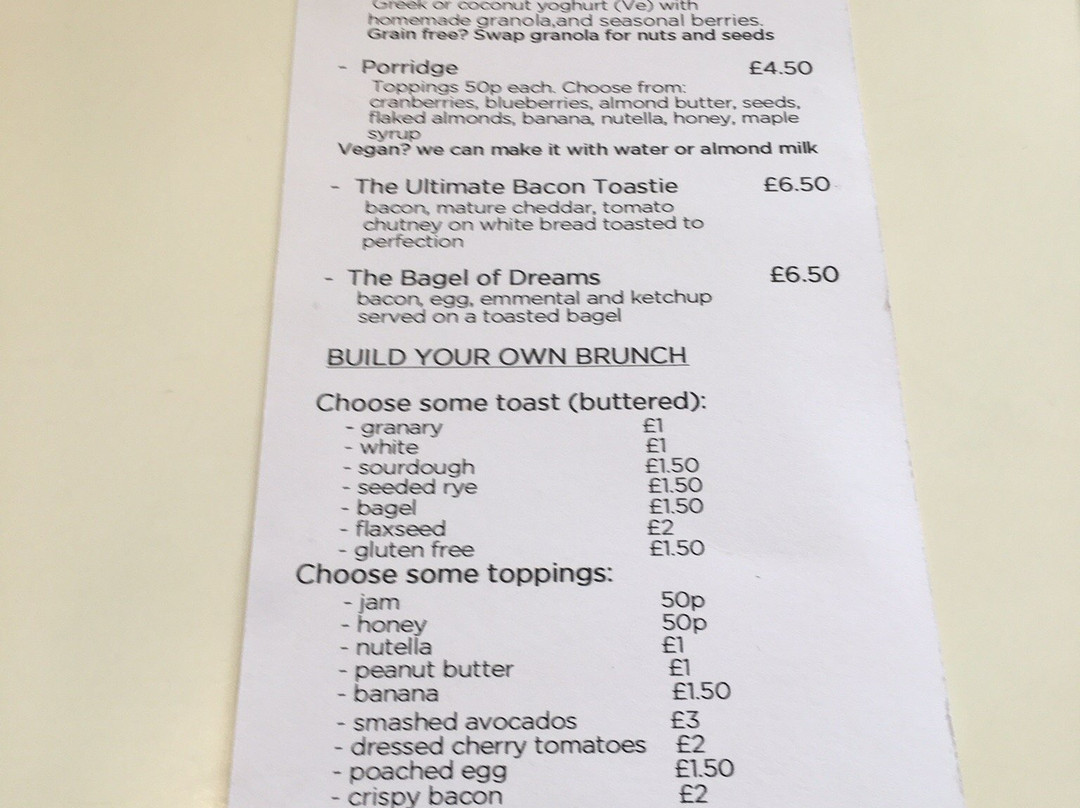 Greek or coconut yoghurt (Ve) with
homemade granola,and seasonal berries.
Grain free? Swap granola for nuts and seeds
- Porridge £4.50
Toppings 50p each. Choose from:
cranberries, blueberries, almond butter, seeds,
flaked almonds, banana, nutella, honey, maple
syrup
Vegan? we can make it with water or almond milk
- The Ultimate Bacon Toastie £6.50
bacon, mature cheddar, tomato
chutney on white bread toasted to
perfection
- The Bagel of Dreams £6.50
bacon, egg, emmental and ketchup
served on a toasted bagel
BUILD YOUR OWN BRUNCH
Choose some toast (buttered):
- granary £1
- white £1
- sourdough £1.50
- seeded rye £1.50
- bagel £1.50
- flaxseed £2
- gluten free £1.50
Choose some toppings:
- jam 50p
- honey 50p
- nutella £1
- peanut butter £1
- banana £1.50
- smashed avocados £3
- dressed cherry tomatoes £2
- poached egg £1.50
- crispy bacon £2